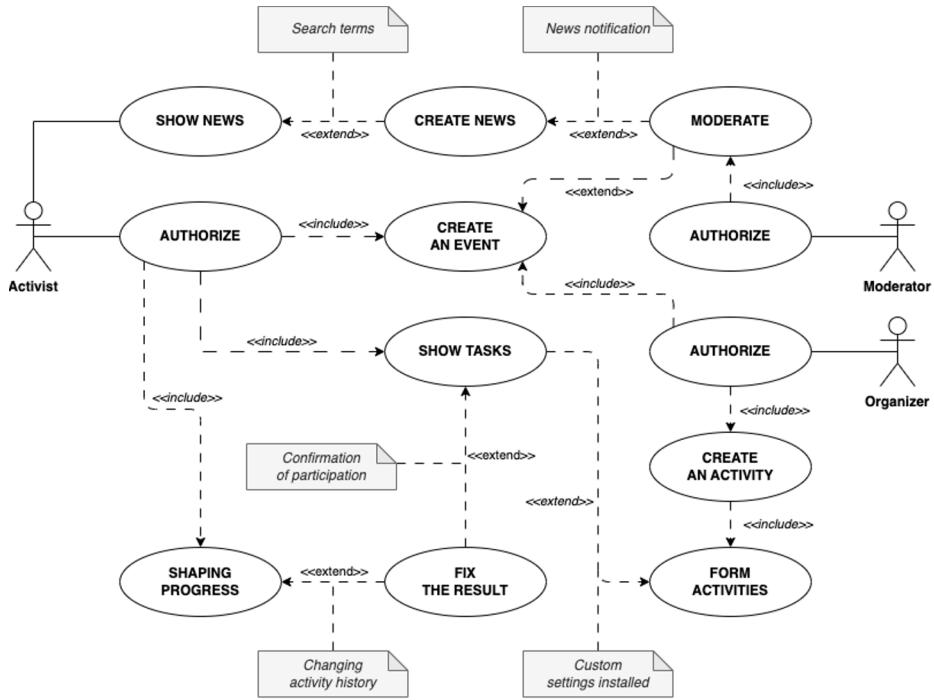 Search terms
News notification
SHOW NEWS
<<extend>>
CREATE NEWS
<<extend>>
MODERATE
<<extend>>
<<include>>
AUTHORIZE
<<include>>
CREATE
AN EVENT
AUTHORIZE
Activist
Moderator
<<include>>
<<include>>
SHOW TASKS
AUTHORIZE
Organizer
<<include>>
<<include>>
Confirmation
of participation
<<extend>>
CREATE
AN ACTIVITY
<<extend>>
<<include>>
SHAPING
PROGRESS
<<extend>>
FIX
THE RESULT
FORM
ACTIVITIES
Changing
activity history
Custom
settings installed